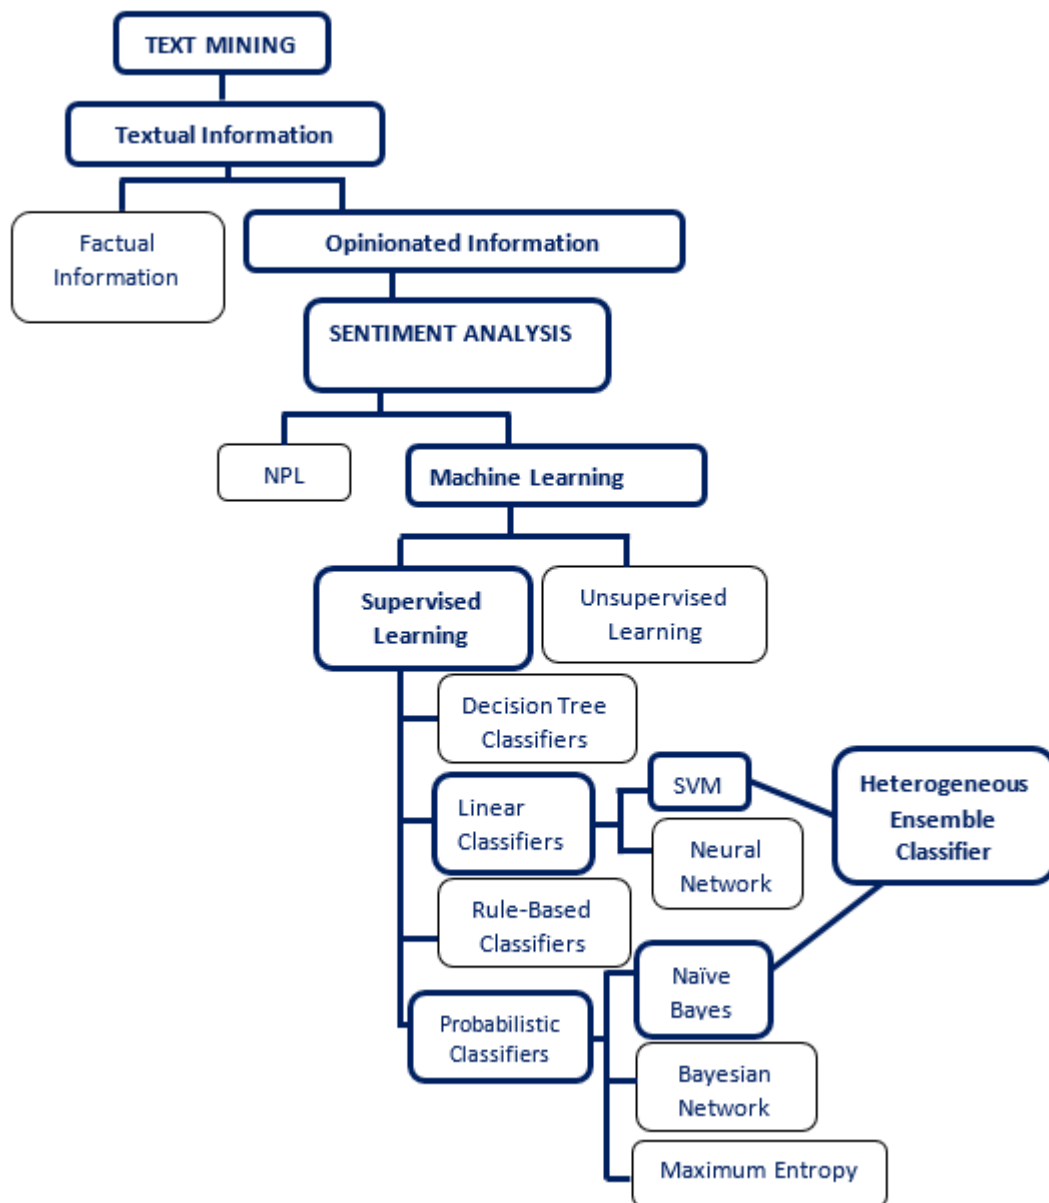 TEXT MINING
Textual Information
Factual
Information
Opinionated Information
SENTIMENT ANALYSIS
NPL
Machine Learning
Supervised
Learning
Unsupervised
Learning
Decision Tree
Classifiers
Linear
Classifiers
SVM
Neural
Network
Heterogeneous
Ensemble
Classifier
Rule-Based
Classifiers
Probabilistic
Classifiers
Naïve
Bayes
Bayesian
Network
Maximum Entropy